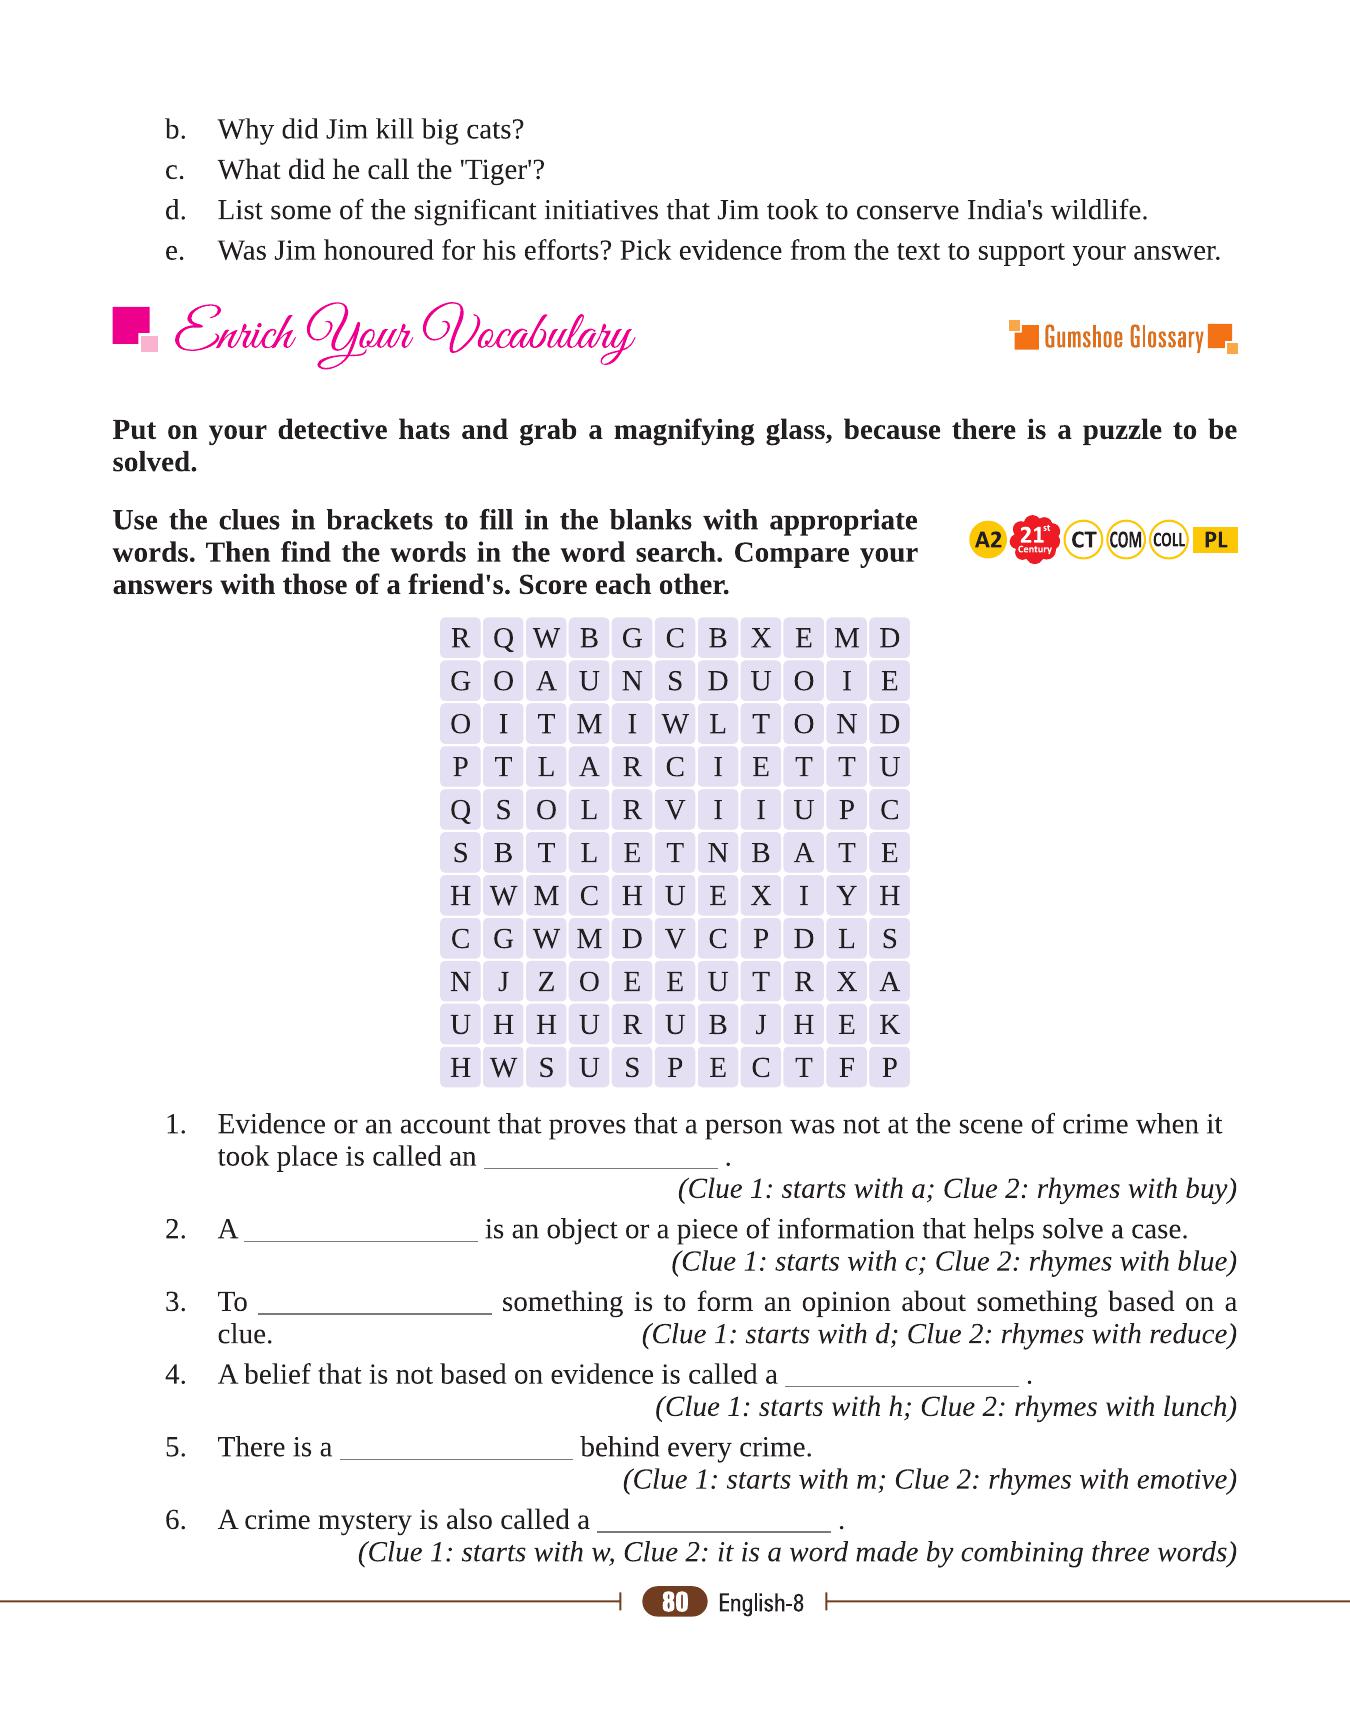 b. Why did Jim kill big cats?
c. What did he call the 'Tiger'?
d. List some of the significant initiatives that Jim took to conserve India's wildlife.
e. Was Jim honoured for his efforts? Pick evidence from the text to support your answer.
Enrich Your Vocabulary
Gumshoe Glossary
Put on your detective hats and grab a magnifying glass, because there is a puzzle to be
solved.
Use the clues in brackets to fill in the blanks with appropriate
words. Then find the words in the word search. Compare your
answers with those of a friend's. Score each other.
A2 21st Century CT COM COLL PL
R Q W B G C B X E M D
G O A U N S D U O I E
O I T M I W L T O N D
P T L A R C I E T T U
Q S O L R V I I U P C
S B T L E T N B A T E
H W M C H U E X I Y H
C G W M D V C P D L S
N J Z O E E U T R X A
U H H U R U B J H E K
H W S U S P E C T F P
1. Evidence or an account that proves that a person was not at the scene of crime when it
took place is called an ________________ .
(Clue 1: starts with a; Clue 2: rhymes with buy)
2. A ________________ is an object or a piece of information that helps solve a case.
(Clue 1: starts with c; Clue 2: rhymes with blue)
3. To ________________ something is to form an opinion about something based on a
clue. (Clue 1: starts with d; Clue 2: rhymes with reduce)
4. A belief that is not based on evidence is called a ________________ .
(Clue 1: starts with h; Clue 2: rhymes with lunch)
5. There is a ________________ behind every crime.
(Clue 1: starts with m; Clue 2: rhymes with emotive)
6. A crime mystery is also called a ________________ .
(Clue 1: starts with w, Clue 2: it is a word made by combining three words)
80 English-8